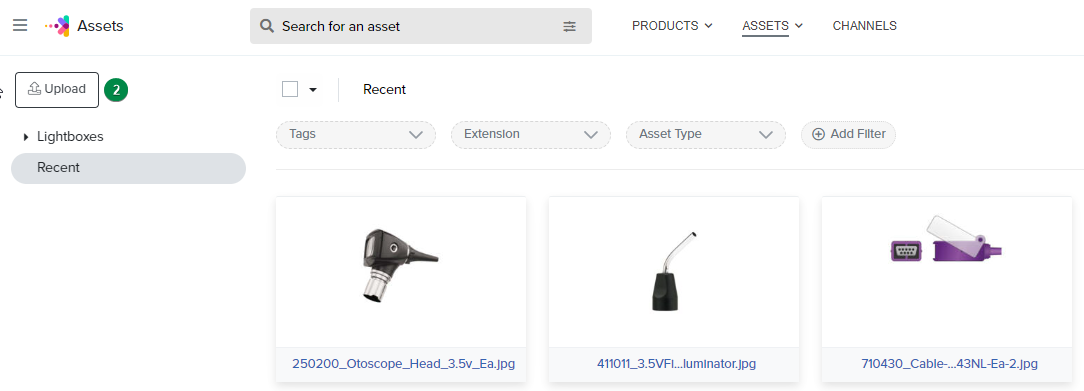 Assets
Search for an asset
PRODUCTS
ASSETS
CHANNELS
Upload
2
Lightboxes
Recent
Recent
Tags
Extension
Asset Type
Add Filter
250200_Otoscope_Head_3.5v_Ea.jpg
411011_3.5VFl...luminator.jpg
710430_Cable-...43NL-Ea-2.jpg